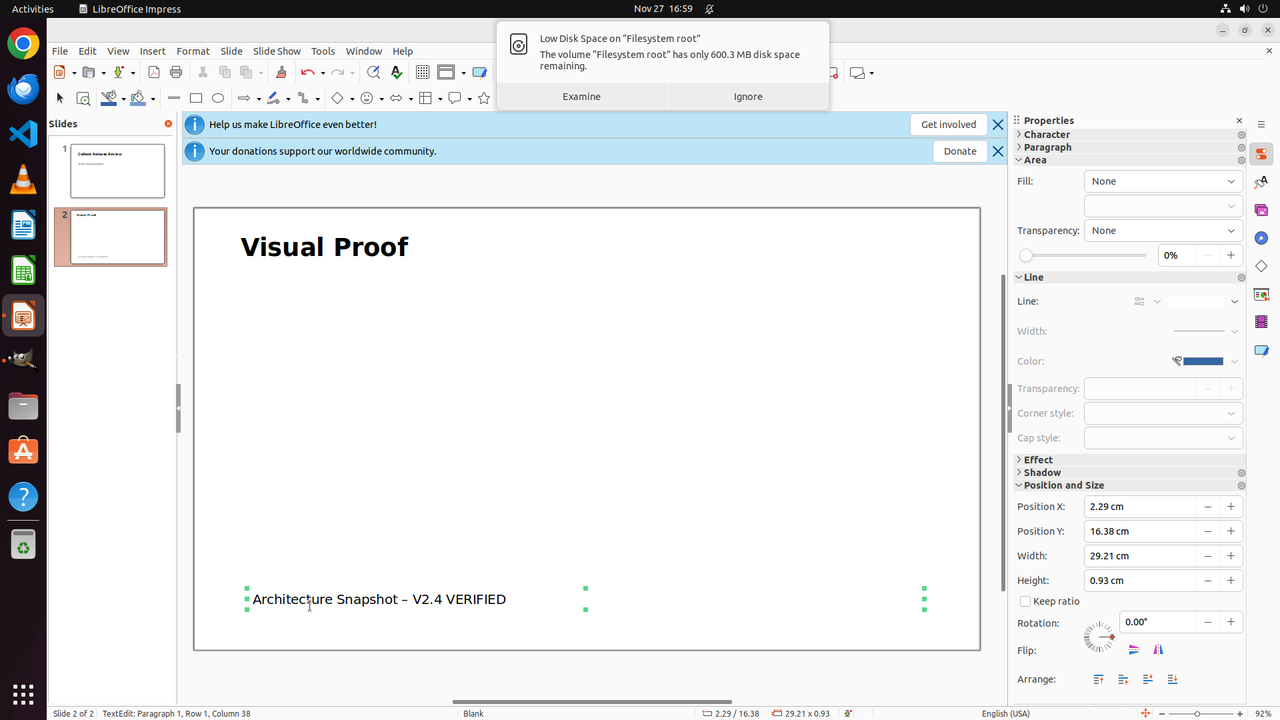 Activities
LibreOffice Impress
Nov 27 16:59
Low Disk Space on “Filesystem root”
The volume “Filesystem root” has only 600.3 MB disk space
remaining.
Examine
Ignore
File Edit View Insert Format Slide Slide Show Tools Window Help
Slides
Help us make LibreOffice even better!
Get involved
Your donations support our worldwide community.
Donate
1
2
Visual Proof
Architecture Snapshot – V2.4 VERIFIED
Properties
Character
Paragraph
Area
Fill: None
Transparency: None
0%
Line
Line:
Width:
Color:
Transparency:
Corner style:
Cap style:
Effect
Shadow
Position and Size
Position X: 2.29 cm
Position Y: 16.38 cm
Width: 29.21 cm
Height: 0.93 cm
Keep ratio
Rotation: 0.00°
Flip:
Arrange:
Slide 2 of 2
TextEdit: Paragraph 1, Row 1, Column 38
Blank
2.29 / 16.38
29.21 x 0.93
English (USA)
92%